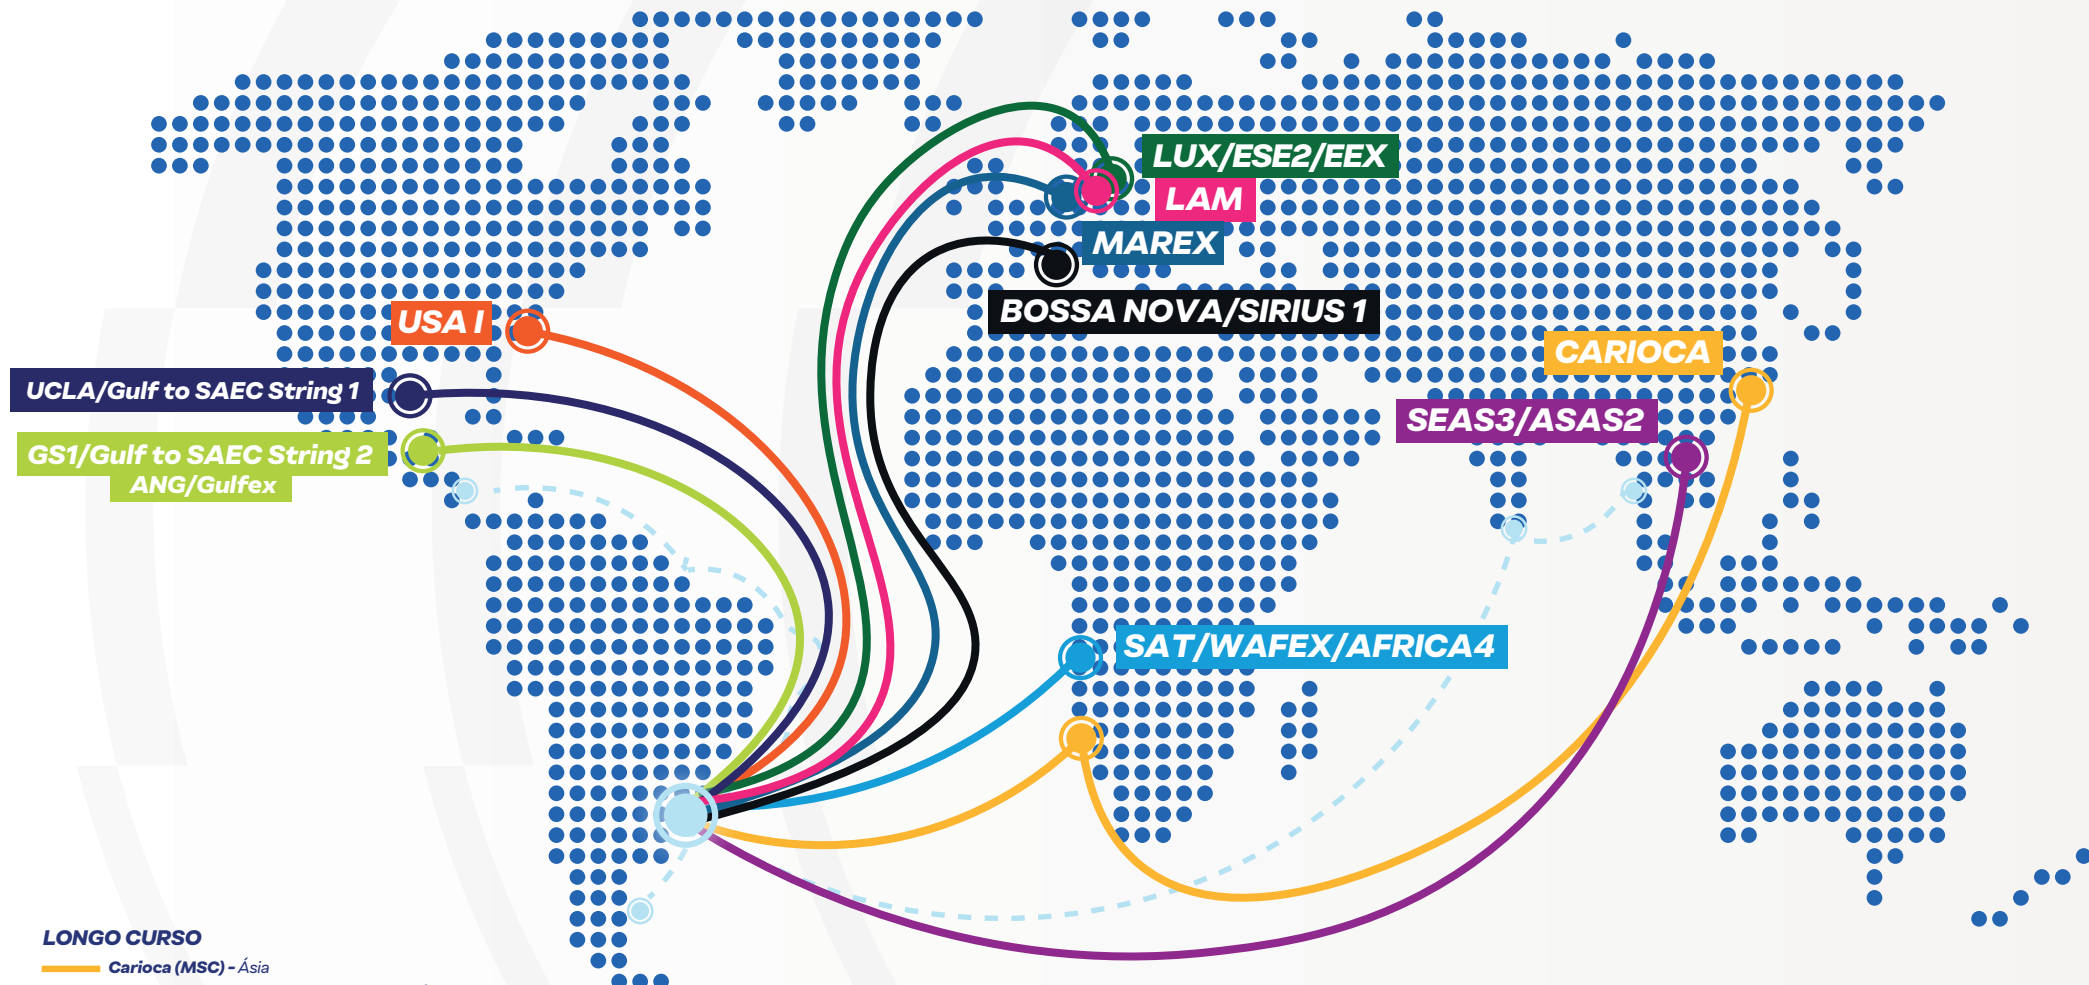 LUX/ESE2/EEX
LAM
MAREX
BOSSA NOVA/SIRIUS 1
USA I
CARIOCA
UCLA/Gulf to SAEC String 1
SEAS3/ASAS2
GS1/Gulf to SAEC String 2
ANG/Gulfex
SAT/WAFEX/AFRICA4
LONGO CURSO
Carioca (MSC) - Ásia